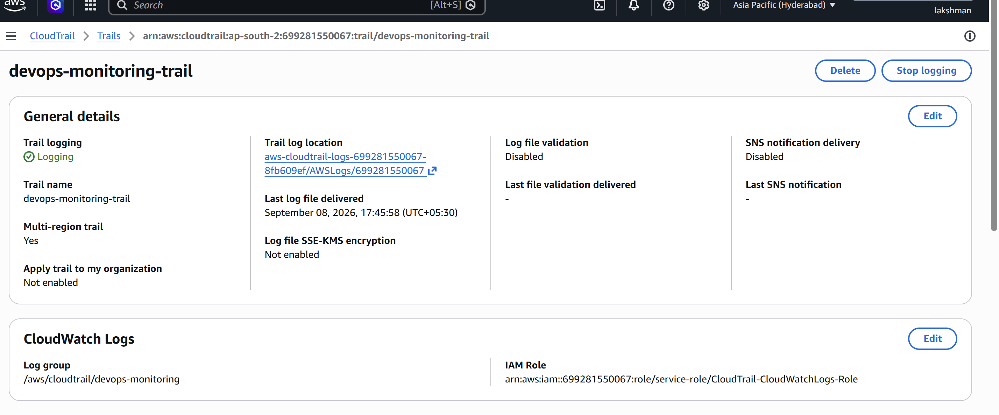 aws
Search
[Alt+S]
Asia Pacific (Hyderabad)
lakshman
CloudTrail
Trails
arn:aws:cloudtrail:ap-south-2:699281550067:trail/devops-monitoring-trail
devops-monitoring-trail
Delete
Stop logging
General details
Edit
Trail logging
Logging
Trail name
devops-monitoring-trail
Multi-region trail
Yes
Apply trail to my organization
Not enabled
Trail log location
aws-cloudtrail-logs-699281550067-
8fb609ef/AWSLogs/699281550067
Last log file delivered
September 08, 2026, 17:45:58 (UTC+05:30)
Log file SSE-KMS encryption
Not enabled
Log file validation
Disabled
Last file validation delivered
-
SNS notification delivery
Disabled
Last SNS notification
-
CloudWatch Logs
Edit
Log group
/aws/cloudtrail/devops-monitoring
IAM Role
arn:aws:iam::699281550067:role/service-role/CloudTrail-CloudWatchLogs-Role